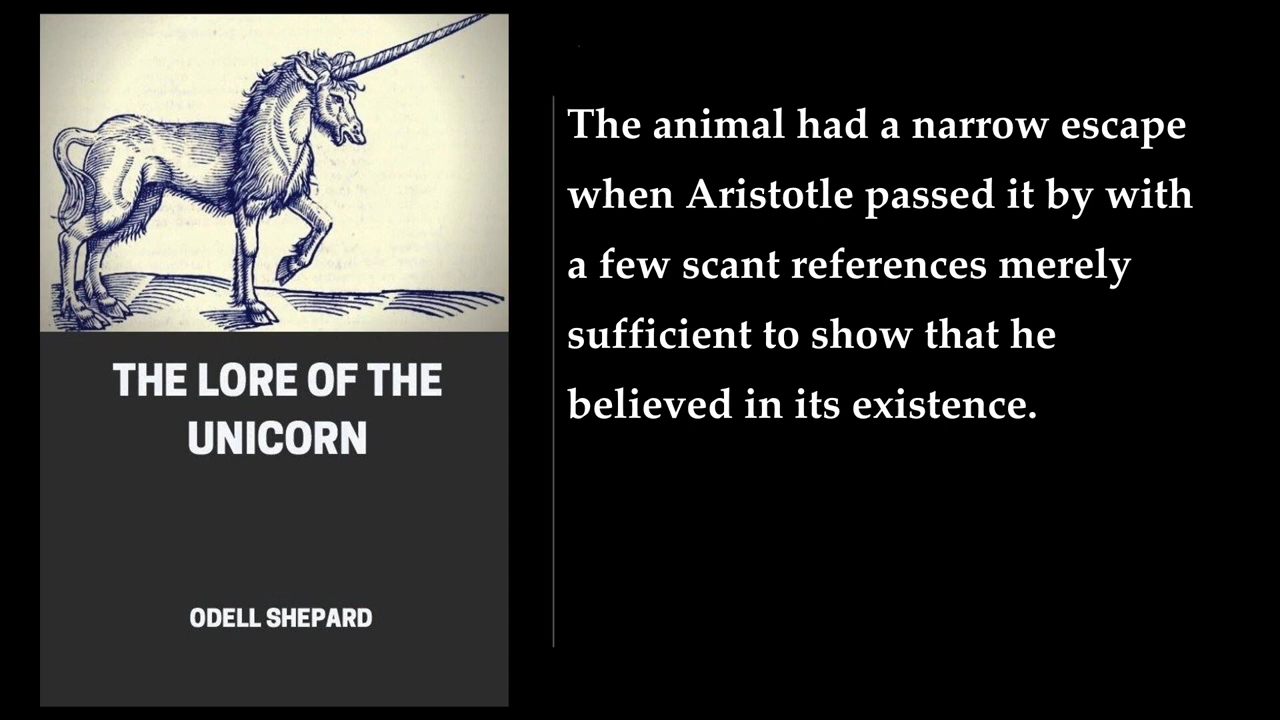 THE LORE OF THE
UNICORN
ODELL SHEPARD
The animal had a narrow escape
when Aristotle passed it by with
a few scant references merely
sufficient to show that he
believed in its existence.